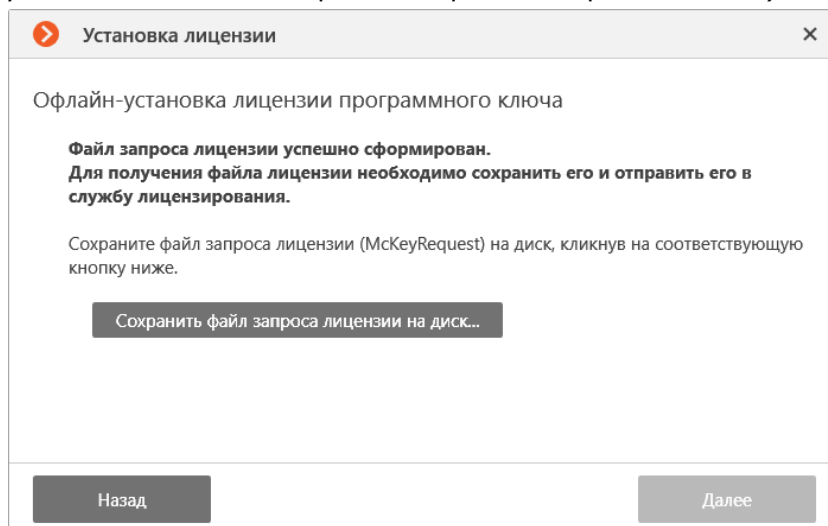 Установка лицензии
Офлайн-установка лицензии программного ключа
Файл запроса лицензии успешно сформирован.
Для получения файла лицензии необходимо сохранить его и отправить его в
службу лицензирования.
Сохраните файл запроса лицензии (McKeyRequest) на диск, кликнув на соответствующую
кнопку ниже.
Сохранить файл запроса лицензии на диск...
Назад
Далее